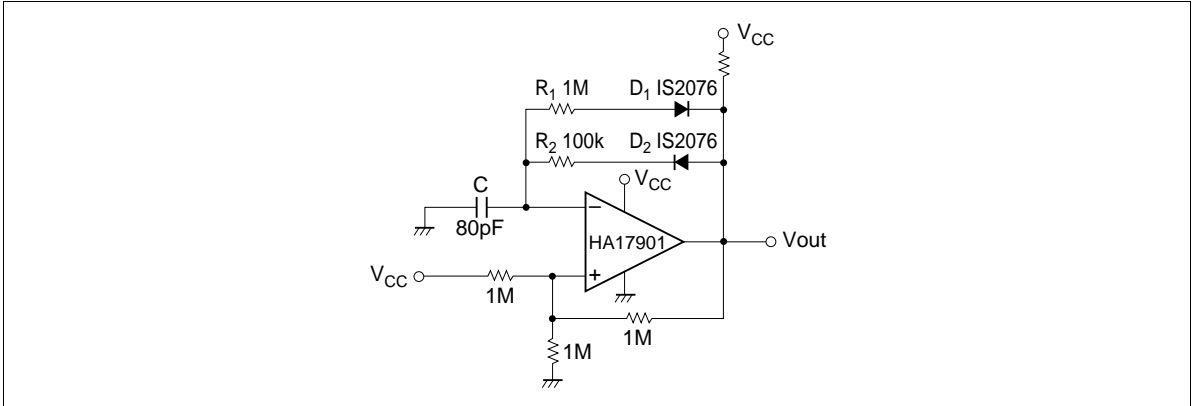 V_CC
R_1 1M D_1 IS2076
R_2 100k D_2 IS2076
V_CC
C
80pF
−
HA17901
Vout
V_CC
1M
+
1M
1M